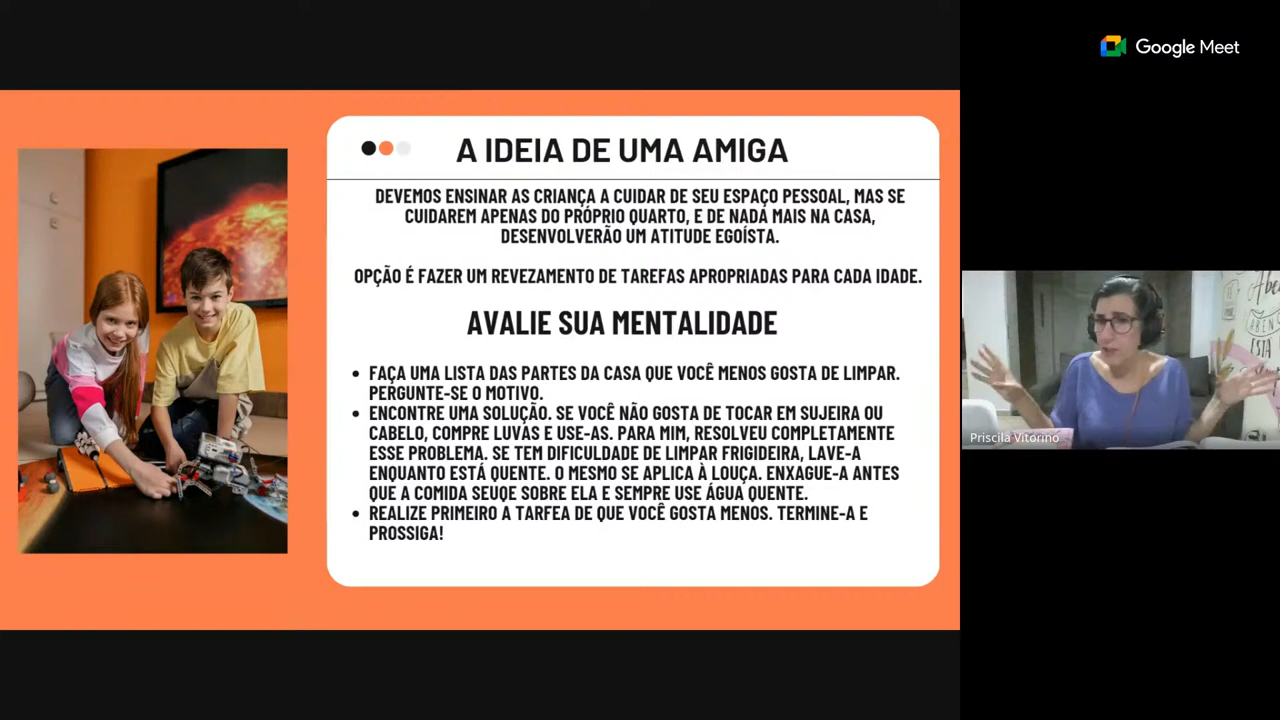 Google Meet
A IDEIA DE UMA AMIGA
DEVEMOS ENSINAR AS CRIANÇA A CUIDAR DE SEU ESPAÇO PESSOAL, MAS SE
CUIDAREM APENAS DO PRÓPRIO QUARTO, E DE NADA MAIS NA CASA,
DESENVOLVERÃO UM ATITUDE EGOÍSTA.
OPÇÃO É FAZER UM REVEZAMENTO DE TAREFAS APROPRIADAS PARA CADA IDADE.
AVALIE SUA MENTALIDADE
• FAÇA UMA LISTA DAS PARTES DA CASA QUE VOCÊ MENOS GOSTA DE LIMPAR.
PERGUNTE-SE O MOTIVO.
• ENCONTRE UMA SOLUÇÃO. SE VOCÊ NÃO GOSTA DE TOCAR EM SUJEIRA OU
CABELO, COMPRE LUVAS E USE-AS. PARA MIM, RESOLVEU COMPLETAMENTE
ESSE PROBLEMA. SE TEM DIFICULDADE DE LIMPAR FRIGIDEIRA, LAVE-A
ENQUANTO ESTÁ QUENTE. O MESMO SE APLICA À LOUÇA. ENXAGUE-A ANTES
QUE A COMIDA SEUQE SOBRE ELA E SEMPRE USE ÁGUA QUENTE.
• REALIZE PRIMEIRO A TARFEA DE QUE VOCÊ GOSTA MENOS. TERMINE-A E
PROSSIGA!
Priscila Vitorino